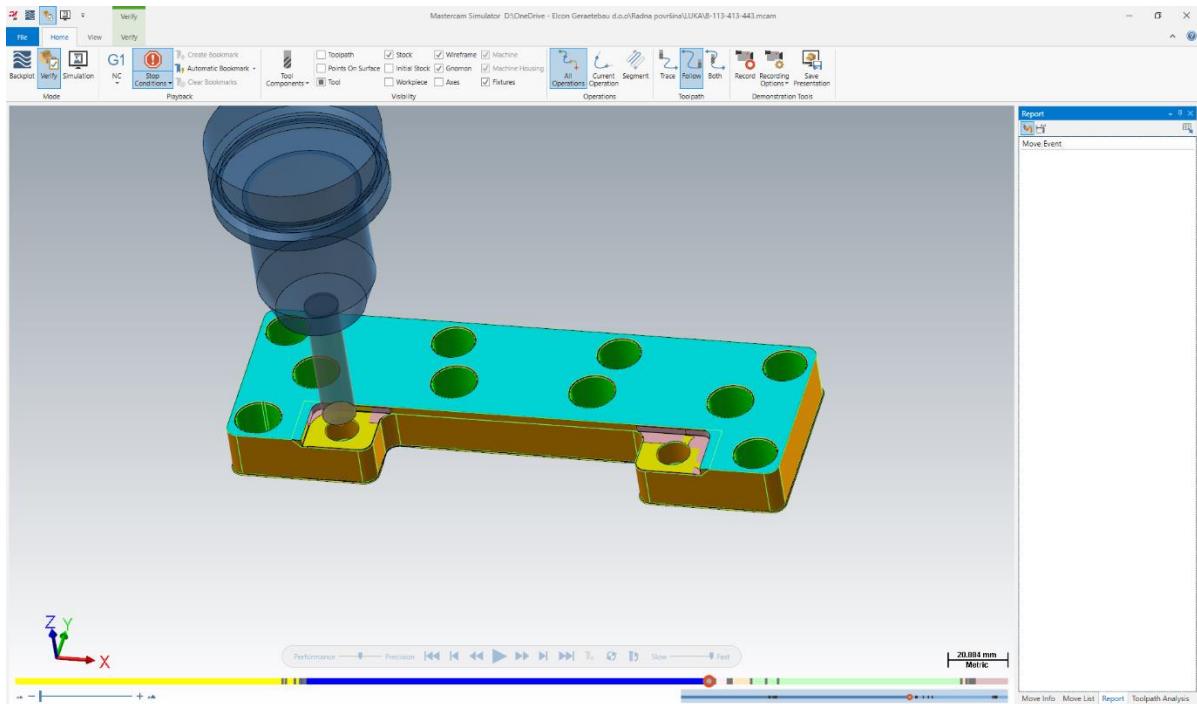 Verify
Mastercam Simulator D:\OneDrive - Elcon Geraetebau d.o.o\Radna površina\LUKA\8-113-413-443.mcam
File Home View Verify
Create Bookmark
Automatic Bookmark
Clear Bookmarks
Backplot Verify Simulation
Mode
G1
NC
Stop
Conditions
Playback
Tool
Components
Toolpath Stock Wireframe Machine
Points On Surface Initial Stock Gnomon Machine Housing
Tool Workpiece Axes Fixtures
Visibility
All
Operations
Current
Operation
Segment
Operations
Trace Follow Both
Toolpath
Record
Recording
Options
Save
Presentation
Demonstration Tools
Report
Move Event
Z Y
X
Performance Precision Slow Fast
20.884 mm
Metric
Move Info Move List Report Toolpath Analysis